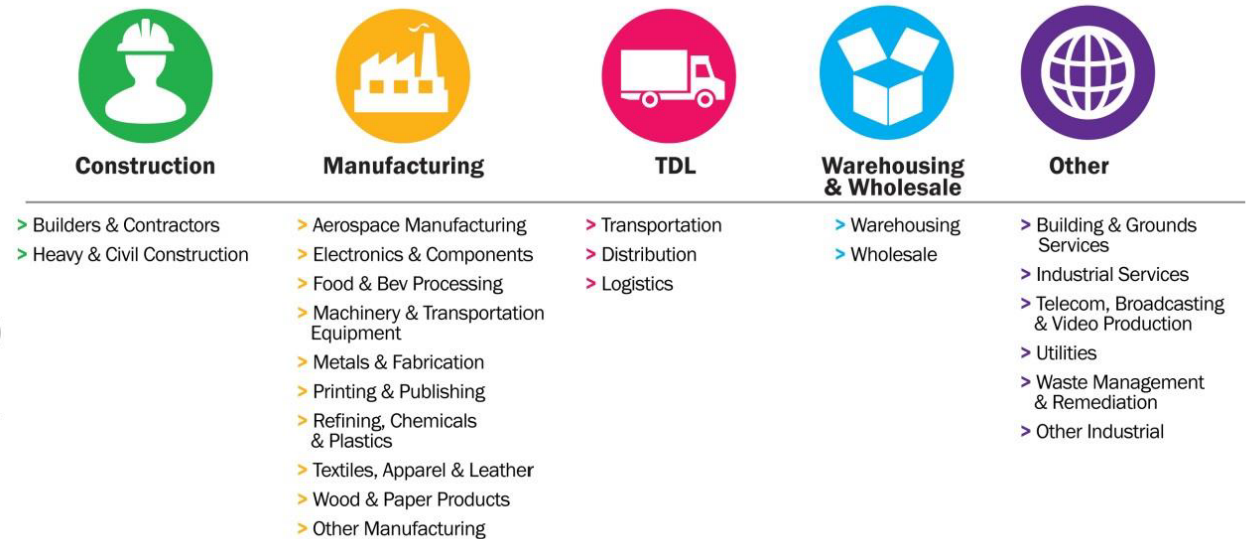 Construction
> Builders & Contractors
> Heavy & Civil Construction
Manufacturing
> Aerospace Manufacturing
> Electronics & Components
> Food & Bev Processing
> Machinery & Transportation
Equipment
> Metals & Fabrication
> Printing & Publishing
> Refining, Chemicals
& Plastics
> Textiles, Apparel & Leather
> Wood & Paper Products
> Other Manufacturing
TDL
> Transportation
> Distribution
> Logistics
Warehousing
& Wholesale
> Warehousing
> Wholesale
Other
> Building & Grounds
Services
> Industrial Services
> Telecom, Broadcasting
& Video Production
> Utilities
> Waste Management
& Remediation
> Other Industrial